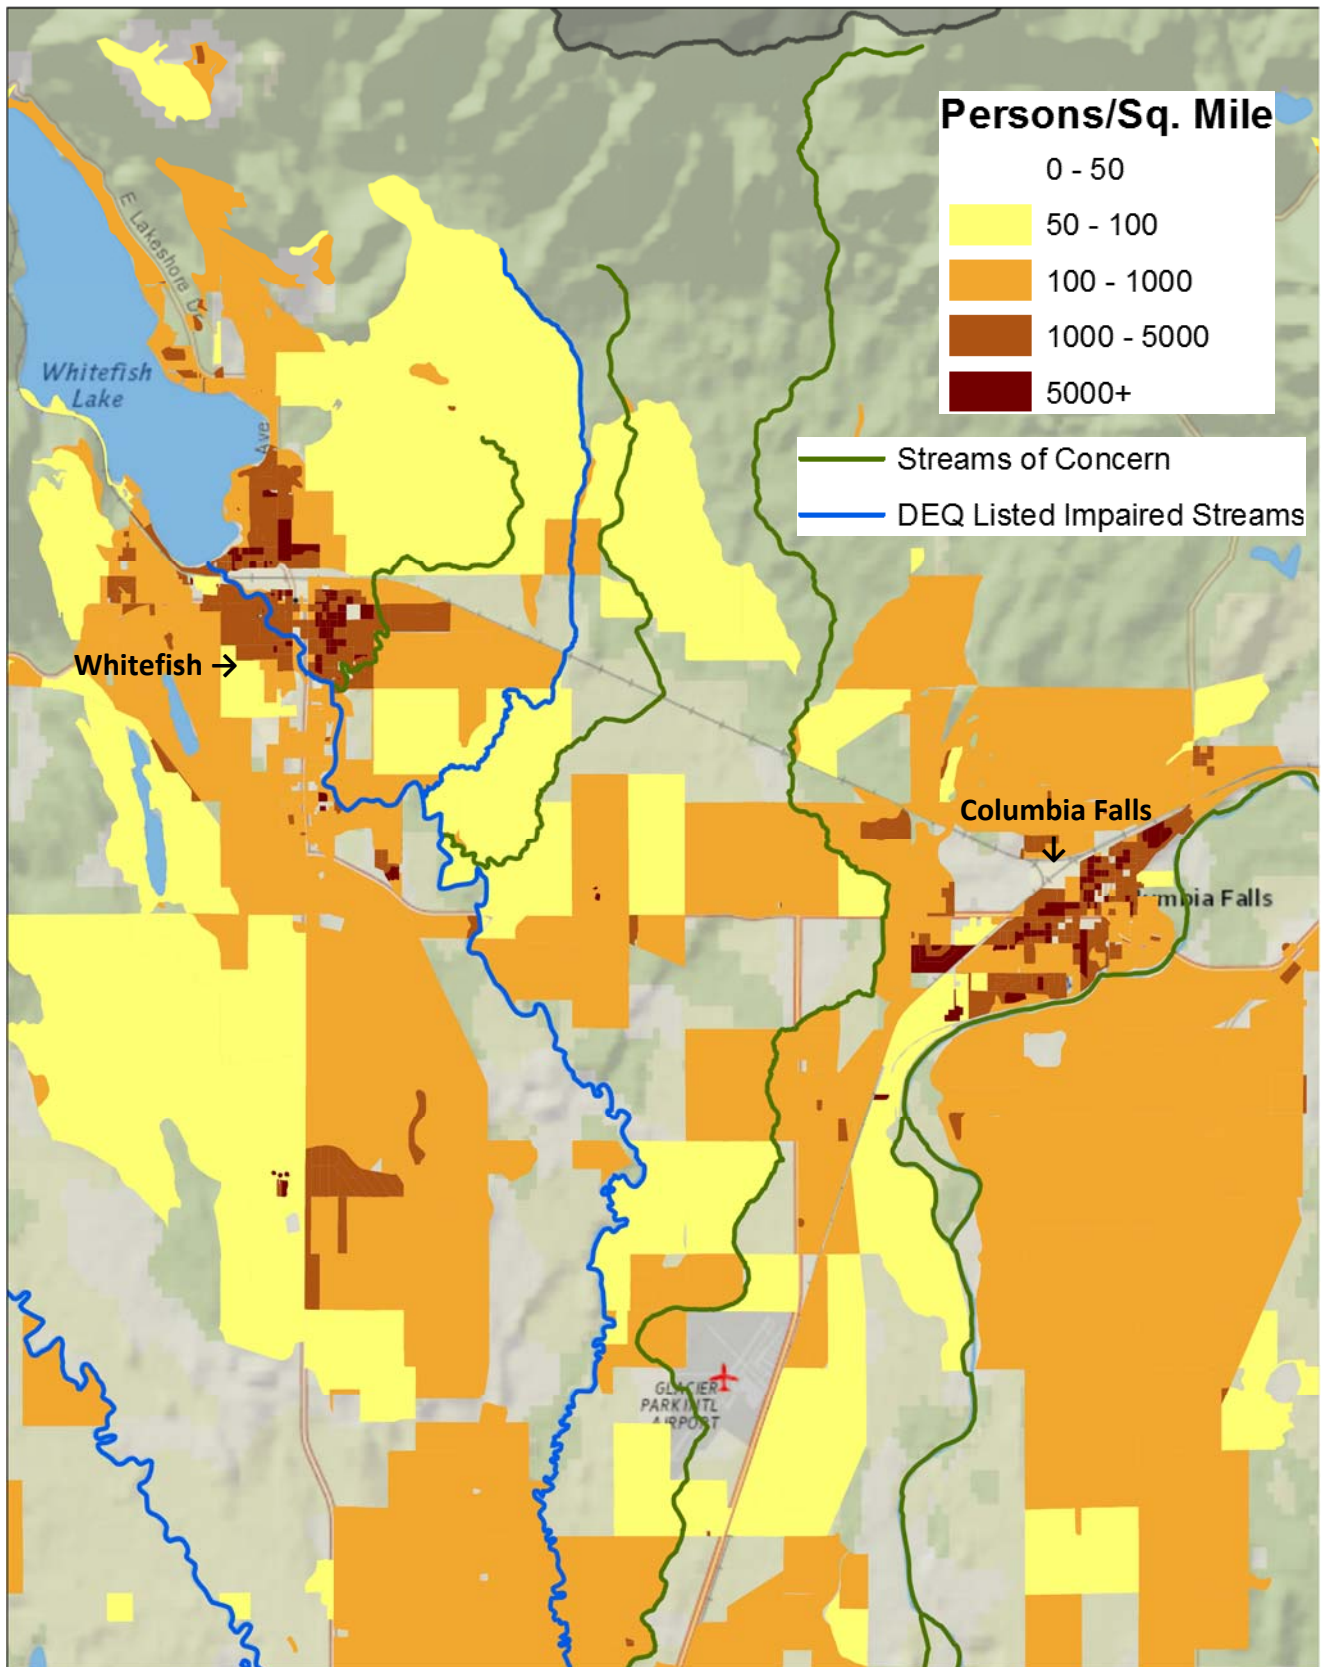 Persons/Sq. Mile
0 - 50
50 - 100
100 - 1000
1000 - 5000
5000+
Streams of Concern
DEQ Listed Impaired Streams
E Lakeshore Dr
Whitefish
Lake
Ave
Whitefish →
Columbia Falls
↓
umbia Falls
GLACIER
PARK INTL
AIRPORT